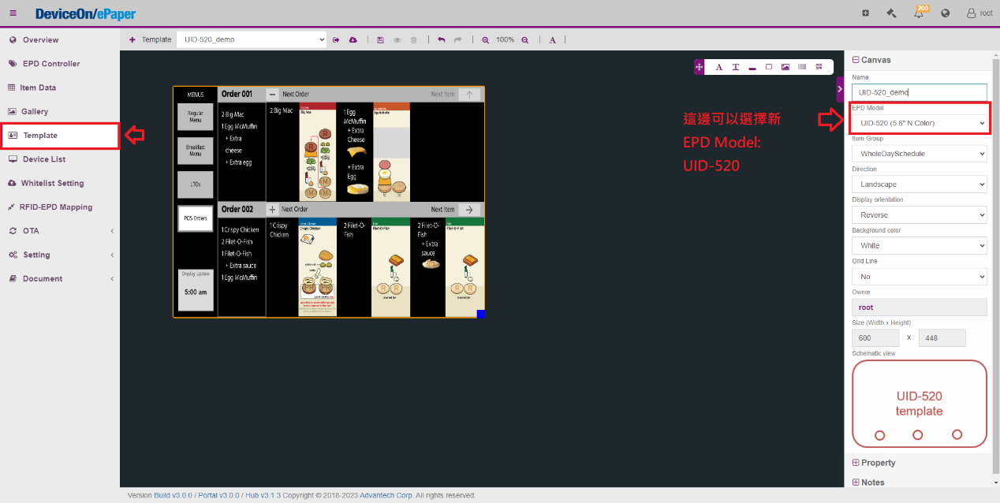 DeviceOn/ePaper
200
root
Overview
EPD Controller
Item Data
Gallery
Template
Device List
Whitelist Setting
RFID-EPD Mapping
OTA
Setting
Document
Template
UID-520_demo
100%
A
A
T
MENUS
Regular
Menu
Breakfast
Menu
LTOs
POS Orders
Display Update
5:00 am
Order 001
Next Order
Next Item
2 Big Mac
1 Egg McMuffin
+ Extra
cheese
+ Extra egg
2 Big Mac
Big Mac
1 Egg
McMuffin
+ Extra
Cheese
+ Extra
Egg
Egg McMuffin
Order 002
Next Order
Next Item
1 Crispy Chicken
2 Filet-O-Fish
1 Filet-O-Fish
+ Extra sauce
1 Egg McMuffin
1 Crispy
Chicken
Crispy Chicken
2 Filet-O-
Fish
Filet-O-Fish
2 Filet-O-
Fish
+ Extra
sauce
Filet-O-Fish
這邊可以選擇新
EPD Model:
UID-520
Canvas
Name
UID-520_demo
EPD Model
UID-520 (5.6" N Color)
Item Group
WholeDaySchedule
Direction
Landscape
Display orientation
Reverse
Background color
White
Grid Line
No
Owner
root
Size (Width x Height)
600 x 448
Schematic view
UID-520
template
Property
Notes
Version Build v3.0.0 / Portal v3.0.0 / Hub v3.1.3 Copyright © 2018-2023 Advantech Corp. All rights reserved.